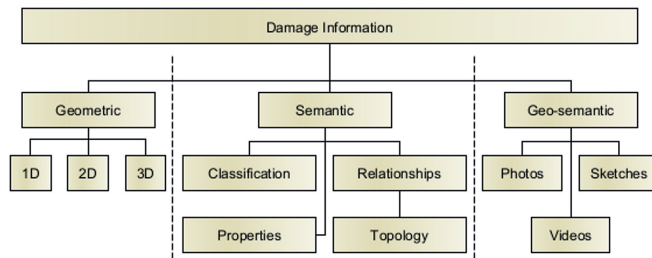 Damage Information
Geometric
Semantic
Geo-semantic
1D
2D
3D
Classification
Relationships
Photos
Sketches
Properties
Topology
Videos